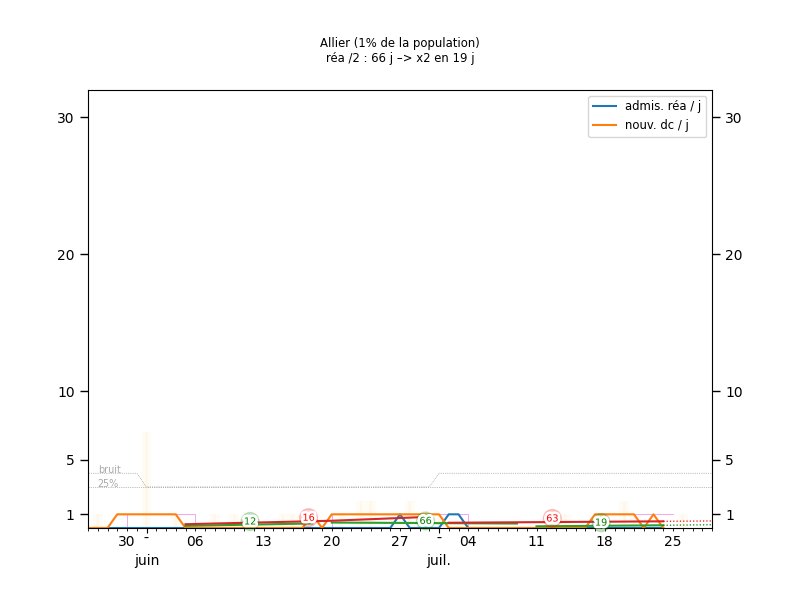 Allier (1% de la population)
réa /2 : 66 j –> x2 en 19 j
admis. réa / j
nouv. dc / j
30 30
20 20
10 10
5 5
1 1
bruit
25%
12 16 66 63 19
30 - 06 13 20 27 - 04 11 18 25
juin juil.